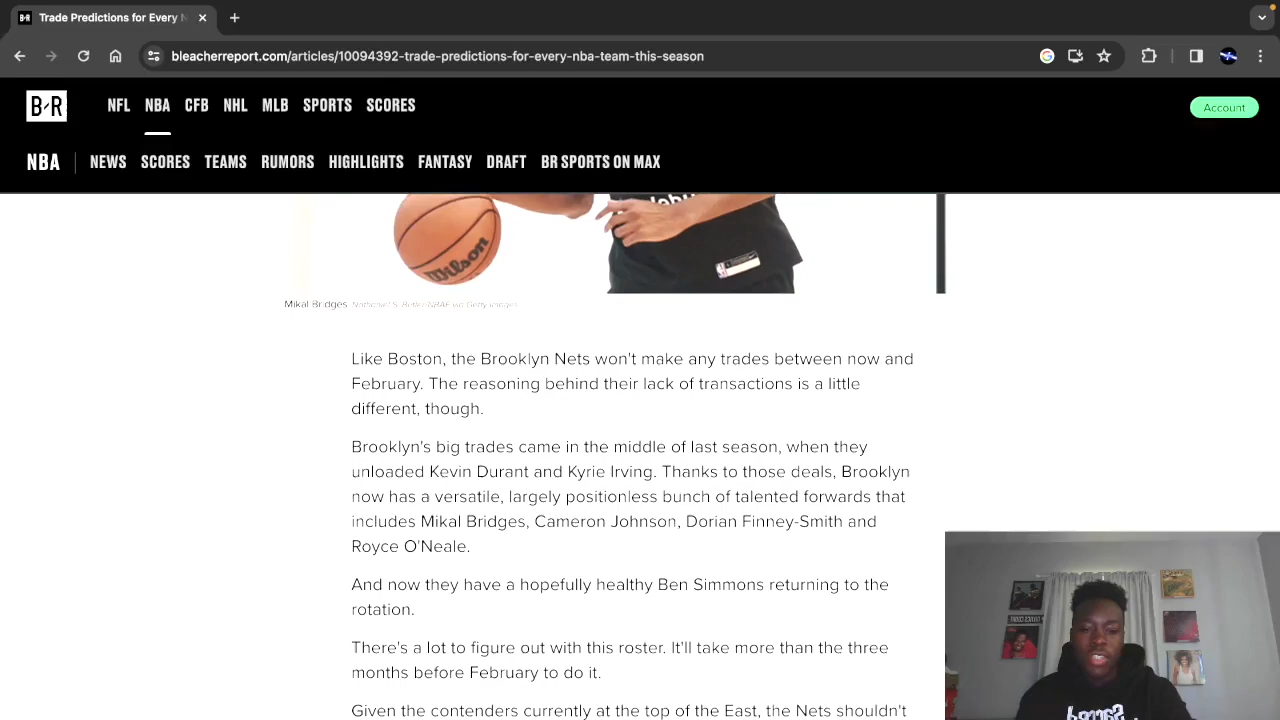 B/R
Trade Predictions for Every N
bleacherreport.com/articles/10094392-trade-predictions-for-every-nba-team-this-season
B/R
NFL NBA CFB NHL MLB SPORTS SCORES
Account
NBA
NEWS SCORES TEAMS RUMORS HIGHLIGHTS FANTASY DRAFT BR SPORTS ON MAX
Wilson
Mikal Bridges Nathaniel S. Butler/NBAE via Getty Images
Like Boston, the Brooklyn Nets won't make any trades between now and
February. The reasoning behind their lack of transactions is a little
different, though.
Brooklyn's big trades came in the middle of last season, when they
unloaded Kevin Durant and Kyrie Irving. Thanks to those deals, Brooklyn
now has a versatile, largely positionless bunch of talented forwards that
includes Mikal Bridges, Cameron Johnson, Dorian Finney-Smith and
Royce O'Neale.
And now they have a hopefully healthy Ben Simmons returning to the
rotation.
There's a lot to figure out with this roster. It'll take more than the three
months before February to do it.
Given the contenders currently at the top of the East, the Nets shouldn't